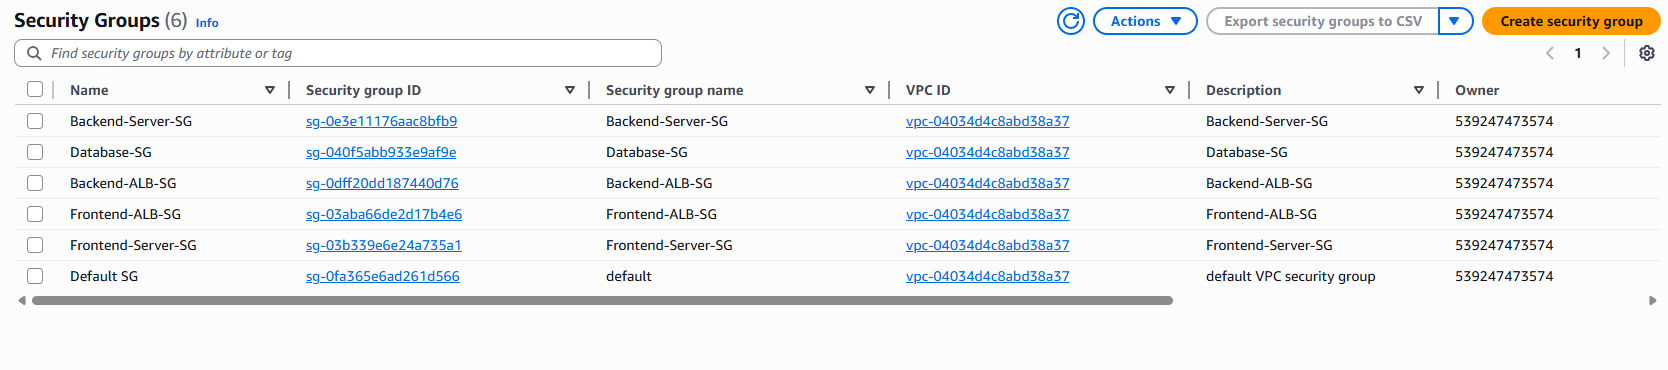 Security Groups (6) Info
Actions
Export security groups to CSV
Create security group
Find security groups by attribute or tag
1
Name Security group ID Security group name VPC ID Description Owner
Backend-Server-SG sg-0e3e11176aac8bfb9 Backend-Server-SG vpc-04034d4c8abd38a37 Backend-Server-SG 539247473574
Database-SG sg-040f5abb933e9af9e Database-SG vpc-04034d4c8abd38a37 Database-SG 539247473574
Backend-ALB-SG sg-0dff20dd187440d76 Backend-ALB-SG vpc-04034d4c8abd38a37 Backend-ALB-SG 539247473574
Frontend-ALB-SG sg-03aba66de2d17b4e6 Frontend-ALB-SG vpc-04034d4c8abd38a37 Frontend-ALB-SG 539247473574
Frontend-Server-SG sg-03b339e6e24a735a1 Frontend-Server-SG vpc-04034d4c8abd38a37 Frontend-Server-SG 539247473574
Default SG sg-0fa365e6ad261d566 default vpc-04034d4c8abd38a37 default VPC security group 539247473574